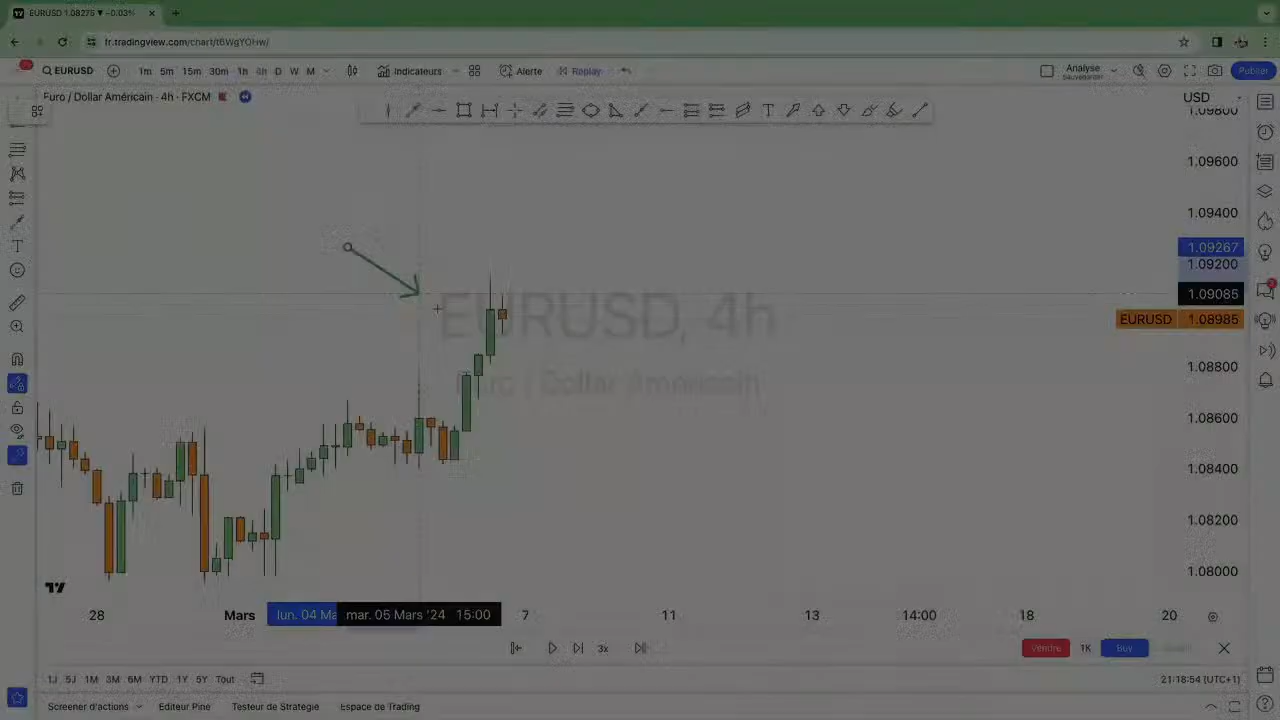 EURUSD 1.08275 ▼ −0.03%
fr.tradingview.com/chart/t6WgYOHw/
EURUSD 1m 5m 15m 30m 1h 4h D W M Indicateurs Alerte Replay Analyse Publier
Sauvegarder
Euro / Dollar Américain · 4h · FXCM
USD
1.09800
1.09600
1.09400
1.09267
1.09200
1.09085
EURUSD 1.08985
EURUSD, 4h
1.08800
Euro / Dollar Américain
1.08600
1.08400
1.08200
1.08000
28 Mars lun. 04 Ma mar. 05 Mars '24 15:00 7 11 13 14:00 18 20
3x Vendre 1K Buy
1J 5J 1M 3M 6M YTD 1Y 5Y Tout 21:18:54 (UTC+1)
Screener d'actions Éditeur Pine Testeur de Stratégie Espace de Trading